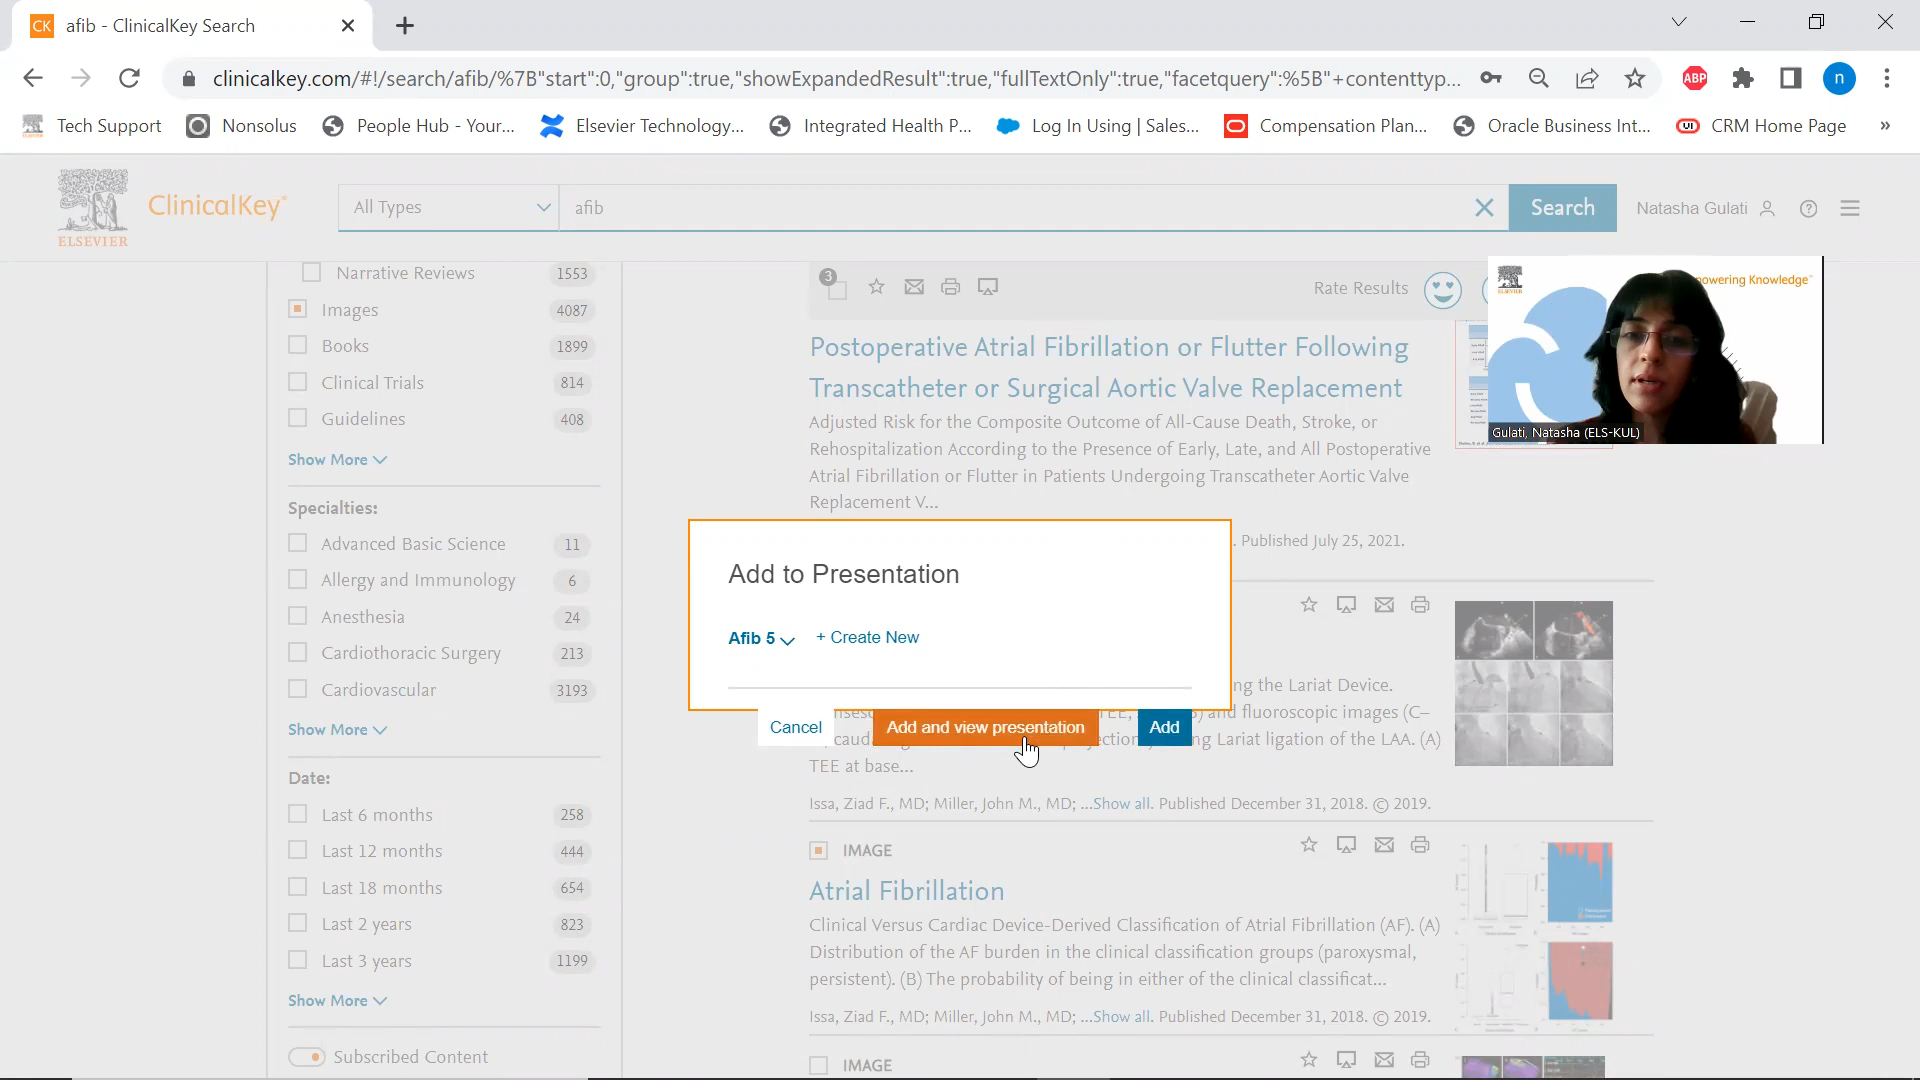 CK afib - ClinicalKey Search
clinicalkey.com/#!/search/afib/%7B"start":0,"group":true,"showExpandedResult":true,"fullTextOnly":true,"facetquery":%5B"+contenttyp...
ABP
n
Tech Support
Nonsolus
People Hub - Your...
Elsevier Technology...
Integrated Health P...
Log In Using | Sales...
Compensation Plan...
Oracle Business Int...
UI CRM Home Page
»
ELSEVIER
ClinicalKey®
All Types
afib
Search
Natasha Gulati
Narrative Reviews 1553
Images 4087
Books 1899
Clinical Trials 814
Guidelines 408
Show More
Specialties:
Advanced Basic Science 11
Allergy and Immunology 6
Anesthesia 24
Cardiothoracic Surgery 213
Cardiovascular 3193
Show More
Date:
Last 6 months 258
Last 12 months 444
Last 18 months 654
Last 2 years 823
Last 3 years 1199
Show More
Subscribed Content
3
Rate Results
Postoperative Atrial Fibrillation or Flutter Following
Transcatheter or Surgical Aortic Valve Replacement
Adjusted Risk for the Composite Outcome of All-Cause Death, Stroke, or
Rehospitalization According to the Presence of Early, Late, and All Postoperative
Atrial Fibrillation or Flutter in Patients Undergoing Transcatheter Aortic Valve
Replacement V...
. Published July 25, 2021.
owering Knowledge™
Gulati, Natasha (ELS-KUL)
Add to Presentation
Afib 5
+ Create New
Cancel
Add and view presentation
Add
ng the Lariat Device.
and fluoroscopic images (C–
ng Lariat ligation of the LAA. (A)
TEE at base...
Issa, Ziad F., MD; Miller, John M., MD; ...Show all. Published December 31, 2018. © 2019.
IMAGE
Atrial Fibrillation
Clinical Versus Cardiac Device-Derived Classification of Atrial Fibrillation (AF). (A)
Distribution of the AF burden in the clinical classification groups (paroxysmal,
persistent). (B) The probability of being in either of the clinical classificat...
Issa, Ziad F., MD; Miller, John M., MD; ...Show all. Published December 31, 2018. © 2019.
IMAGE